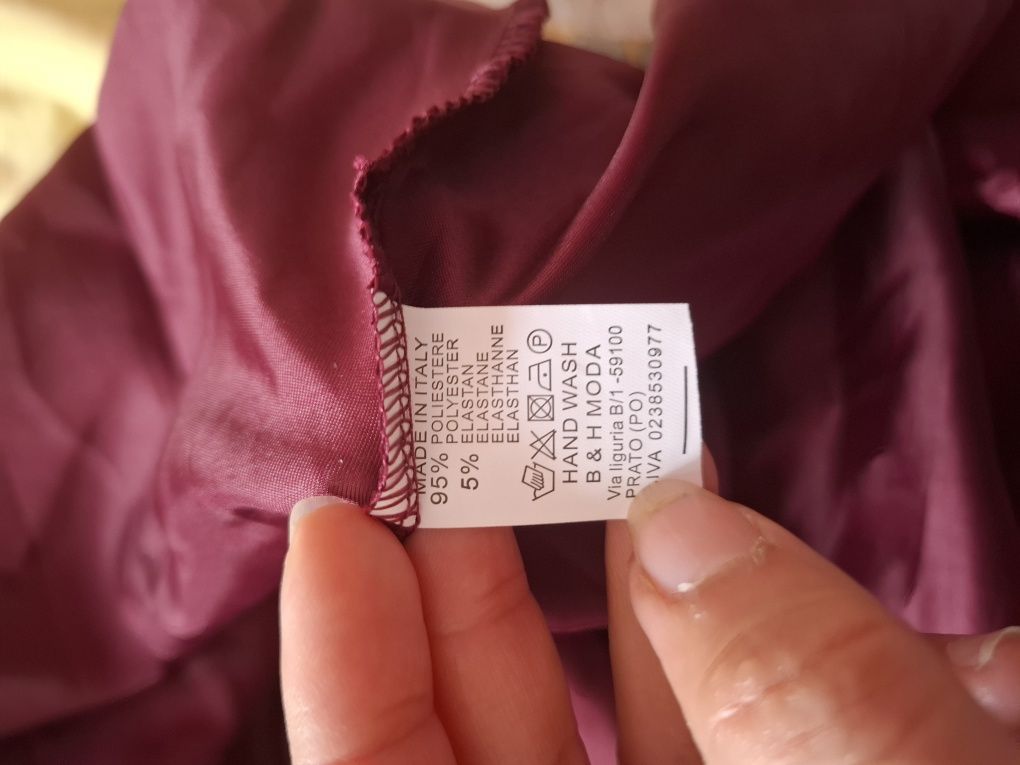 MADE IN ITALY
95% POLIESTERE
POLYESTER
5% ELASTAN
ELASTANE
ELASTHANNE
ELASTHAN
P
HAND WASH
B & H MODA
Via liguria B/1-59100
PRATO (PO)
IVA 0238530977